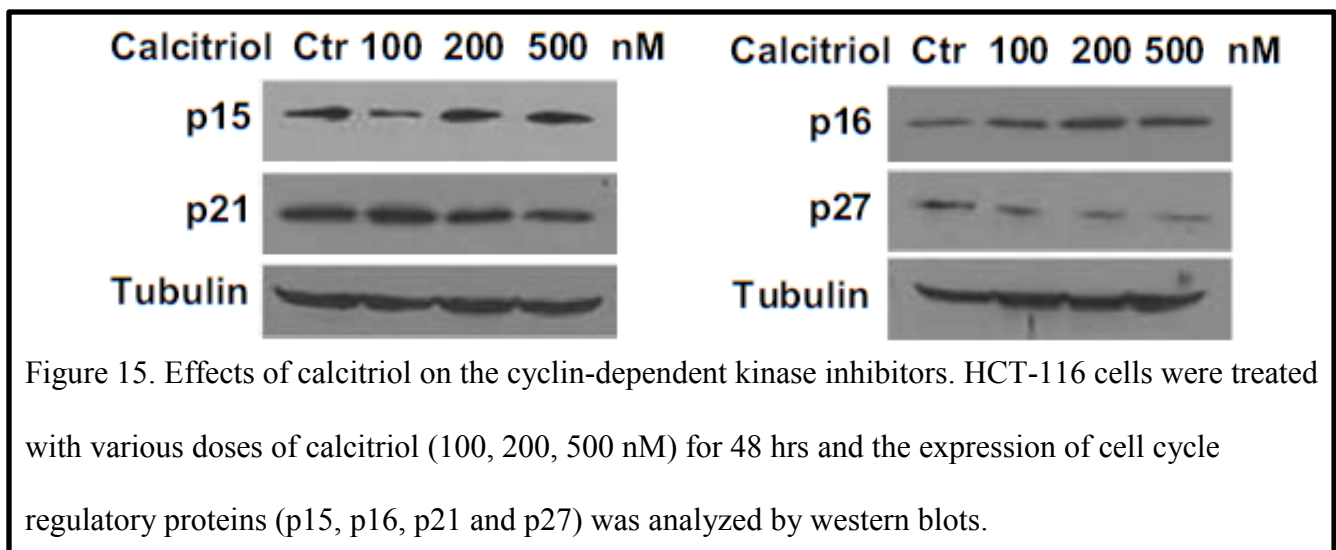 Calcitriol Ctr 100 200 500 nM
p15
p21
Tubulin
Calcitriol Ctr 100 200 500 nM
p16
p27
Tubulin
Figure 15. Effects of calcitriol on the cyclin-dependent kinase inhibitors. HCT-116 cells were treated
with various doses of calcitriol (100, 200, 500 nM) for 48 hrs and the expression of cell cycle
regulatory proteins (p15, p16, p21 and p27) was analyzed by western blots.